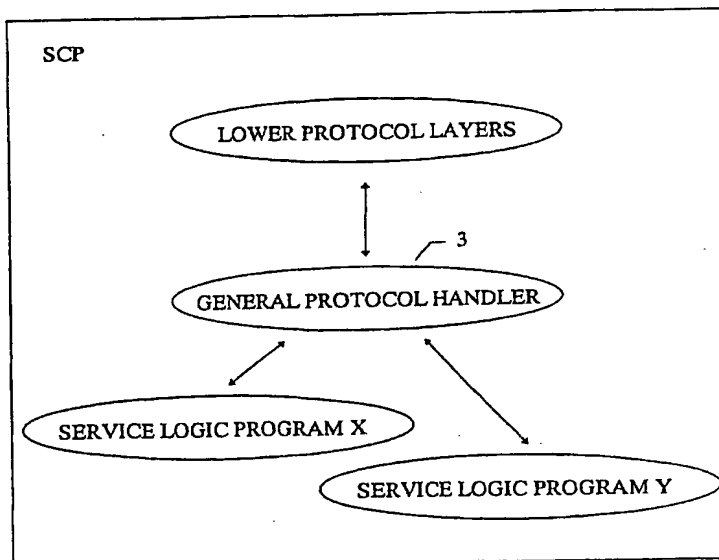 SCP
LOWER PROTOCOL LAYERS
3
GENERAL PROTOCOL HANDLER
SERVICE LOGIC PROGRAM X
SERVICE LOGIC PROGRAM Y